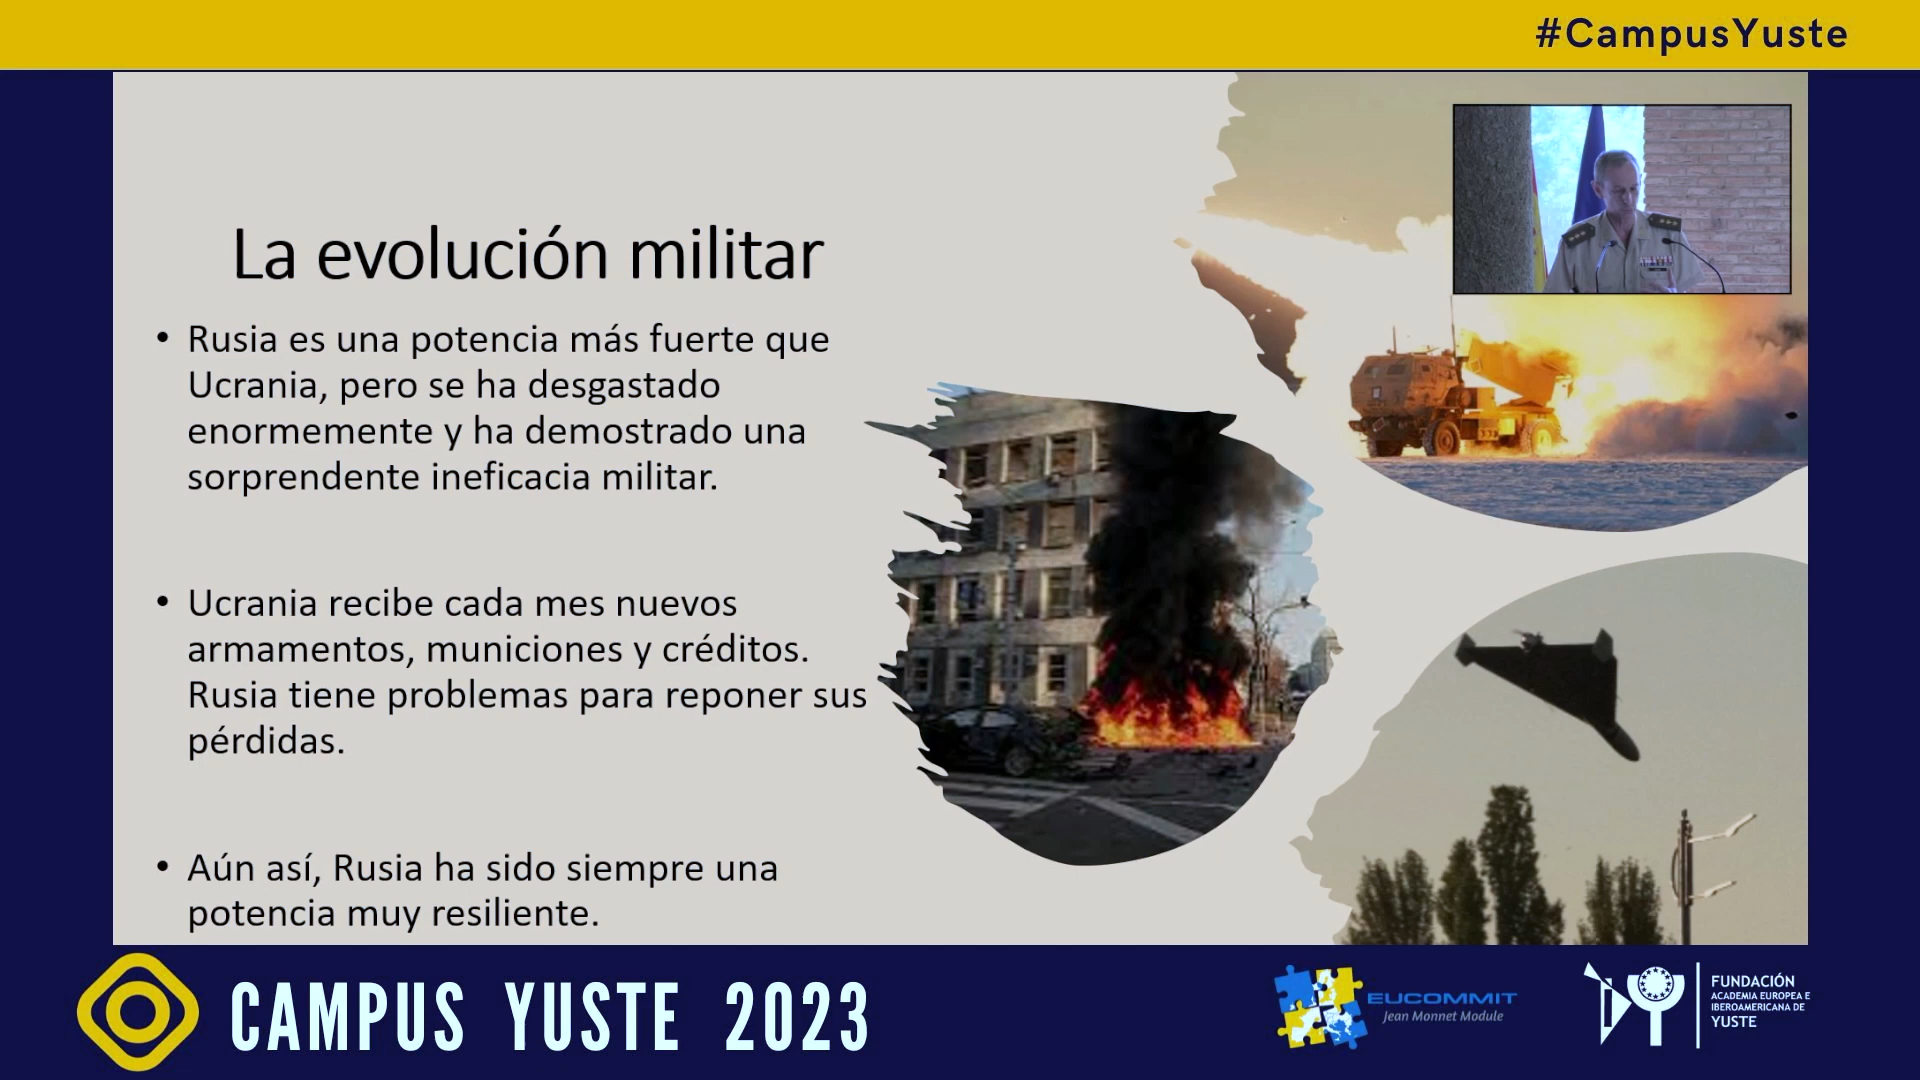 #CampusYuste
La evolución militar
• Rusia es una potencia más fuerte que
Ucrania, pero se ha desgastado
enormemente y ha demostrado una
sorprendente ineficacia militar.
• Ucrania recibe cada mes nuevos
armamentos, municiones y créditos.
Rusia tiene problemas para reponer sus
pérdidas.
• Aún así, Rusia ha sido siempre una
potencia muy resiliente.
CAMPUS YUSTE 2023
EUCOMMIT
Jean Monnet Module
FUNDACIÓN
ACADEMIA EUROPEA E
IBEROAMERICANA DE
YUSTE